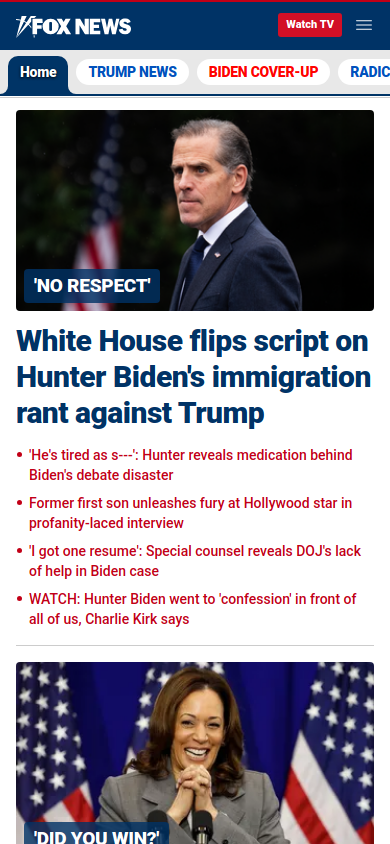 FOX NEWS
Watch TV
Home
TRUMP NEWS
BIDEN COVER-UP
RADIC
'NO RESPECT'
White House flips script on
Hunter Biden's immigration
rant against Trump
'He's tired as s---': Hunter reveals medication behind
Biden's debate disaster
Former first son unleashes fury at Hollywood star in
profanity-laced interview
'I got one resume': Special counsel reveals DOJ's lack
of help in Biden case
WATCH: Hunter Biden went to 'confession' in front of
all of us, Charlie Kirk says
'DID YOU WIN?'